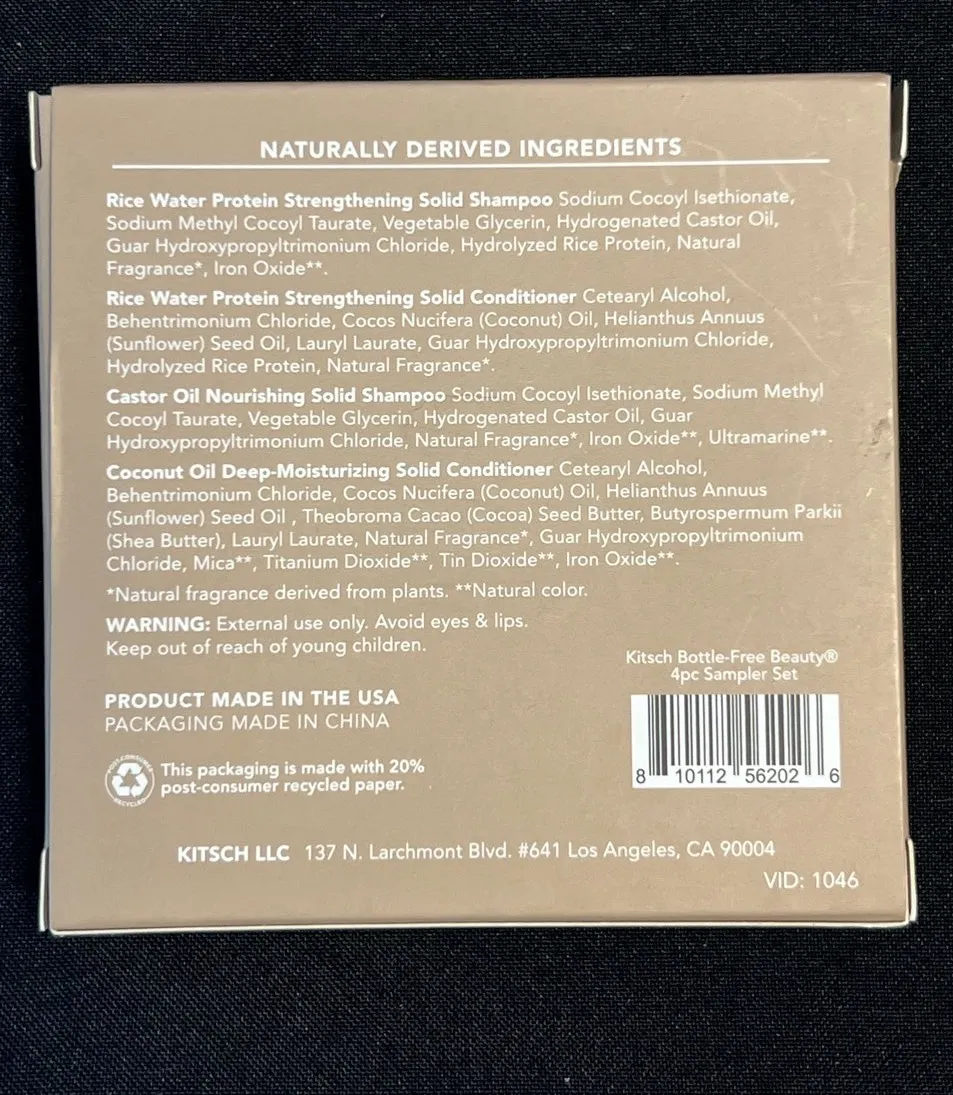 NATURALLY DERIVED INGREDIENTS
Rice Water Protein Strengthening Solid Shampoo Sodium Cocoyl Isethionate,
Sodium Methyl Cocoyl Taurate, Vegetable Glycerin, Hydrogenated Castor Oil,
Guar Hydroxypropyltrimonium Chloride, Hydrolyzed Rice Protein, Natural
Fragrance*, Iron Oxide**.
Rice Water Protein Strengthening Solid Conditioner Cetearyl Alcohol,
Behentrimonium Chloride, Cocos Nucifera (Coconut) Oil, Helianthus Annuus
(Sunflower) Seed Oil, Lauryl Laurate, Guar Hydroxypropyltrimonium Chloride,
Hydrolyzed Rice Protein, Natural Fragrance*.
Castor Oil Nourishing Solid Shampoo Sodium Cocoyl Isethionate, Sodium Methyl
Cocoyl Taurate, Vegetable Glycerin, Hydrogenated Castor Oil, Guar
Hydroxypropyltrimonium Chloride, Natural Fragrance*, Iron Oxide**, Ultramarine**.
Coconut Oil Deep-Moisturizing Solid Conditioner Cetearyl Alcohol,
Behentrimonium Chloride, Cocos Nucifera (Coconut) Oil, Helianthus Annuus
(Sunflower) Seed Oil , Theobroma Cacao (Cocoa) Seed Butter, Butyrospermum Parkii
(Shea Butter), Lauryl Laurate, Natural Fragrance*, Guar Hydroxypropyltrimonium
Chloride, Mica**, Titanium Dioxide**, Tin Dioxide**, Iron Oxide**.
*Natural fragrance derived from plants. **Natural color.
WARNING: External use only. Avoid eyes & lips.
Keep out of reach of young children.
Kitsch Bottle-Free Beauty®
4pc Sampler Set
PRODUCT MADE IN THE USA
PACKAGING MADE IN CHINA
8 10112 56202 6
POST-CONSUMER
RECYCLED
This packaging is made with 20%
post-consumer recycled paper.
KITSCH LLC 137 N. Larchmont Blvd. #641 Los Angeles, CA 90004
VID: 1046